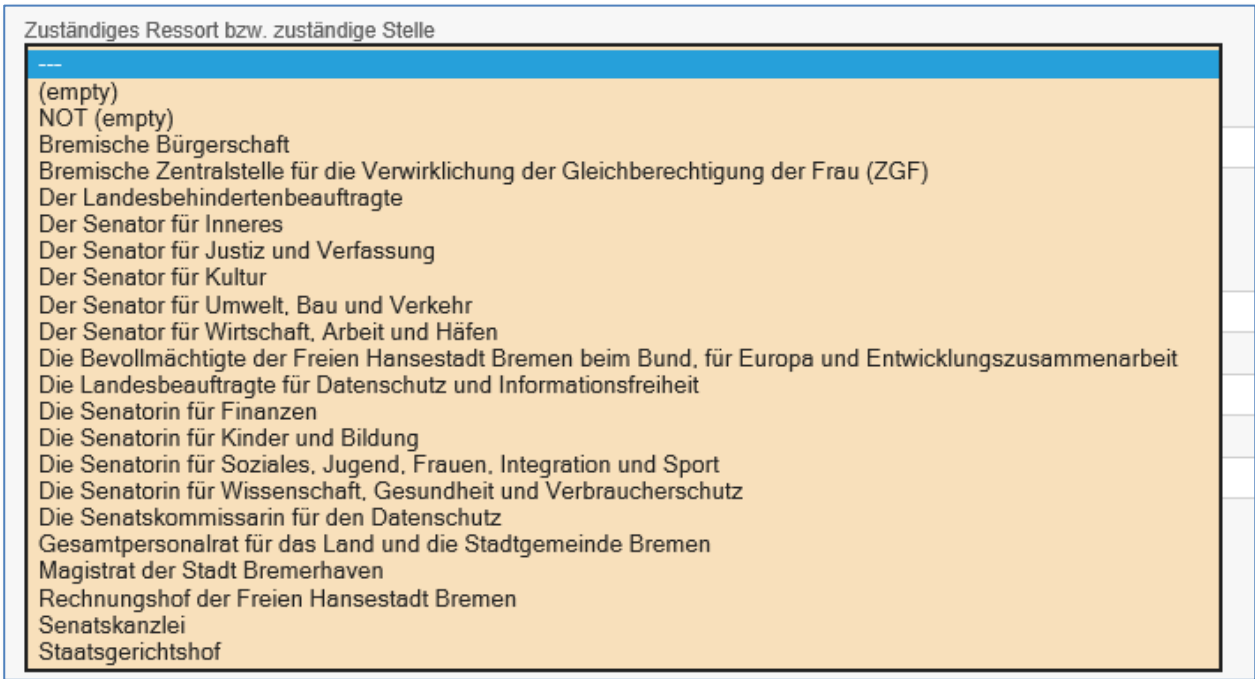 Zuständiges Ressort bzw. zuständige Stelle
---
(empty)
NOT (empty)
Bremische Bürgerschaft
Bremische Zentralstelle für die Verwirklichung der Gleichberechtigung der Frau (ZGF)
Der Landesbehindertenbeauftragte
Der Senator für Inneres
Der Senator für Justiz und Verfassung
Der Senator für Kultur
Der Senator für Umwelt, Bau und Verkehr
Der Senator für Wirtschaft, Arbeit und Häfen
Die Bevollmächtigte der Freien Hansestadt Bremen beim Bund, für Europa und Entwicklungszusammenarbeit
Die Landesbeauftragte für Datenschutz und Informationsfreiheit
Die Senatorin für Finanzen
Die Senatorin für Kinder und Bildung
Die Senatorin für Soziales, Jugend, Frauen, Integration und Sport
Die Senatorin für Wissenschaft, Gesundheit und Verbraucherschutz
Die Senatskommissarin für den Datenschutz
Gesamtpersonalrat für das Land und die Stadtgemeinde Bremen
Magistrat der Stadt Bremerhaven
Rechnungshof der Freien Hansestadt Bremen
Senatskanzlei
Staatsgerichtshof